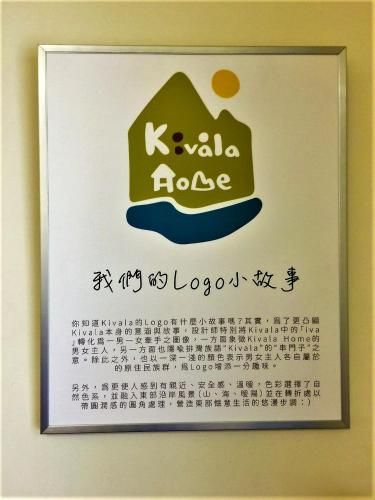 Kivala
Home
我們的Logo小故事
你知道Kivala的Logo有什麼小故事嗎?其實，為了更凸顯
Kivala本身的意涵與故事，設計師特別將Kivala中的「iva
」轉化為一男一女牽手之圖像，一方面象徵Kivala Home的
男女主人，另一方面也隱喻排灣族語"Kivala"的"串門子"之
意。除此之外，也以一深一淺的顏色表示男女主人各自屬於
的原住民族群，為Logo增添一分趣味。
另外，為更使人感到有親近、安全感、溫暖，色彩選擇了自
然色系，並融入東部沿岸風景(山、海、暖陽)並在轉折處以
帶圓潤感的圓角處理，營造東部愜意生活的悠漫步調：)